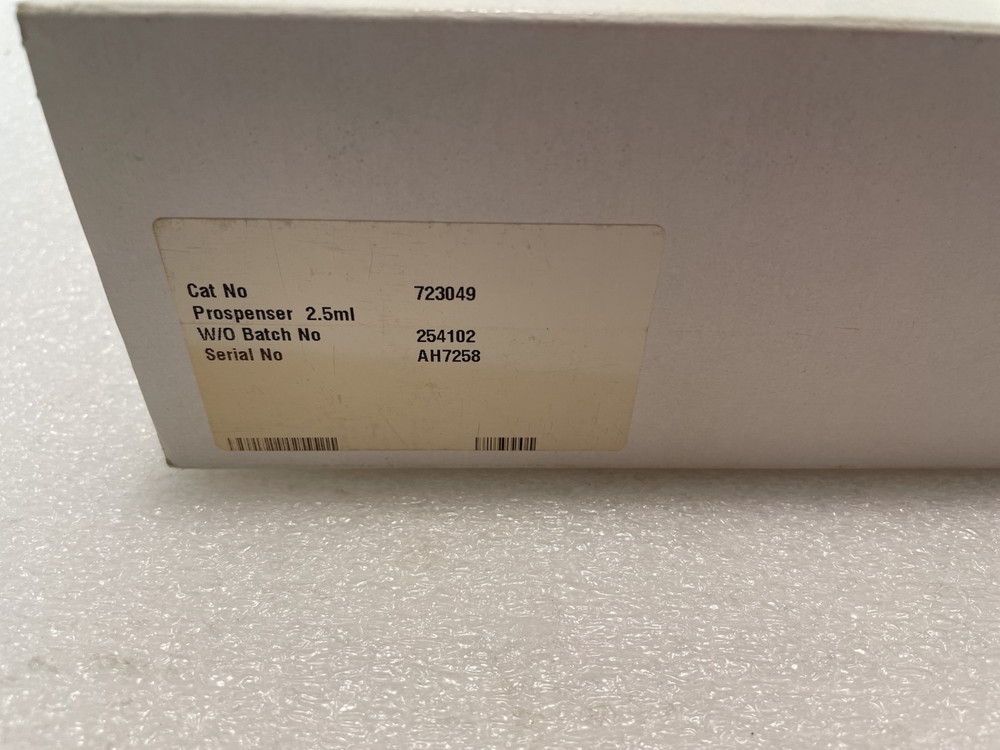 Cat No 723049
Prospenser 2.5ml
W/O Batch No 254102
Serial No AH7258